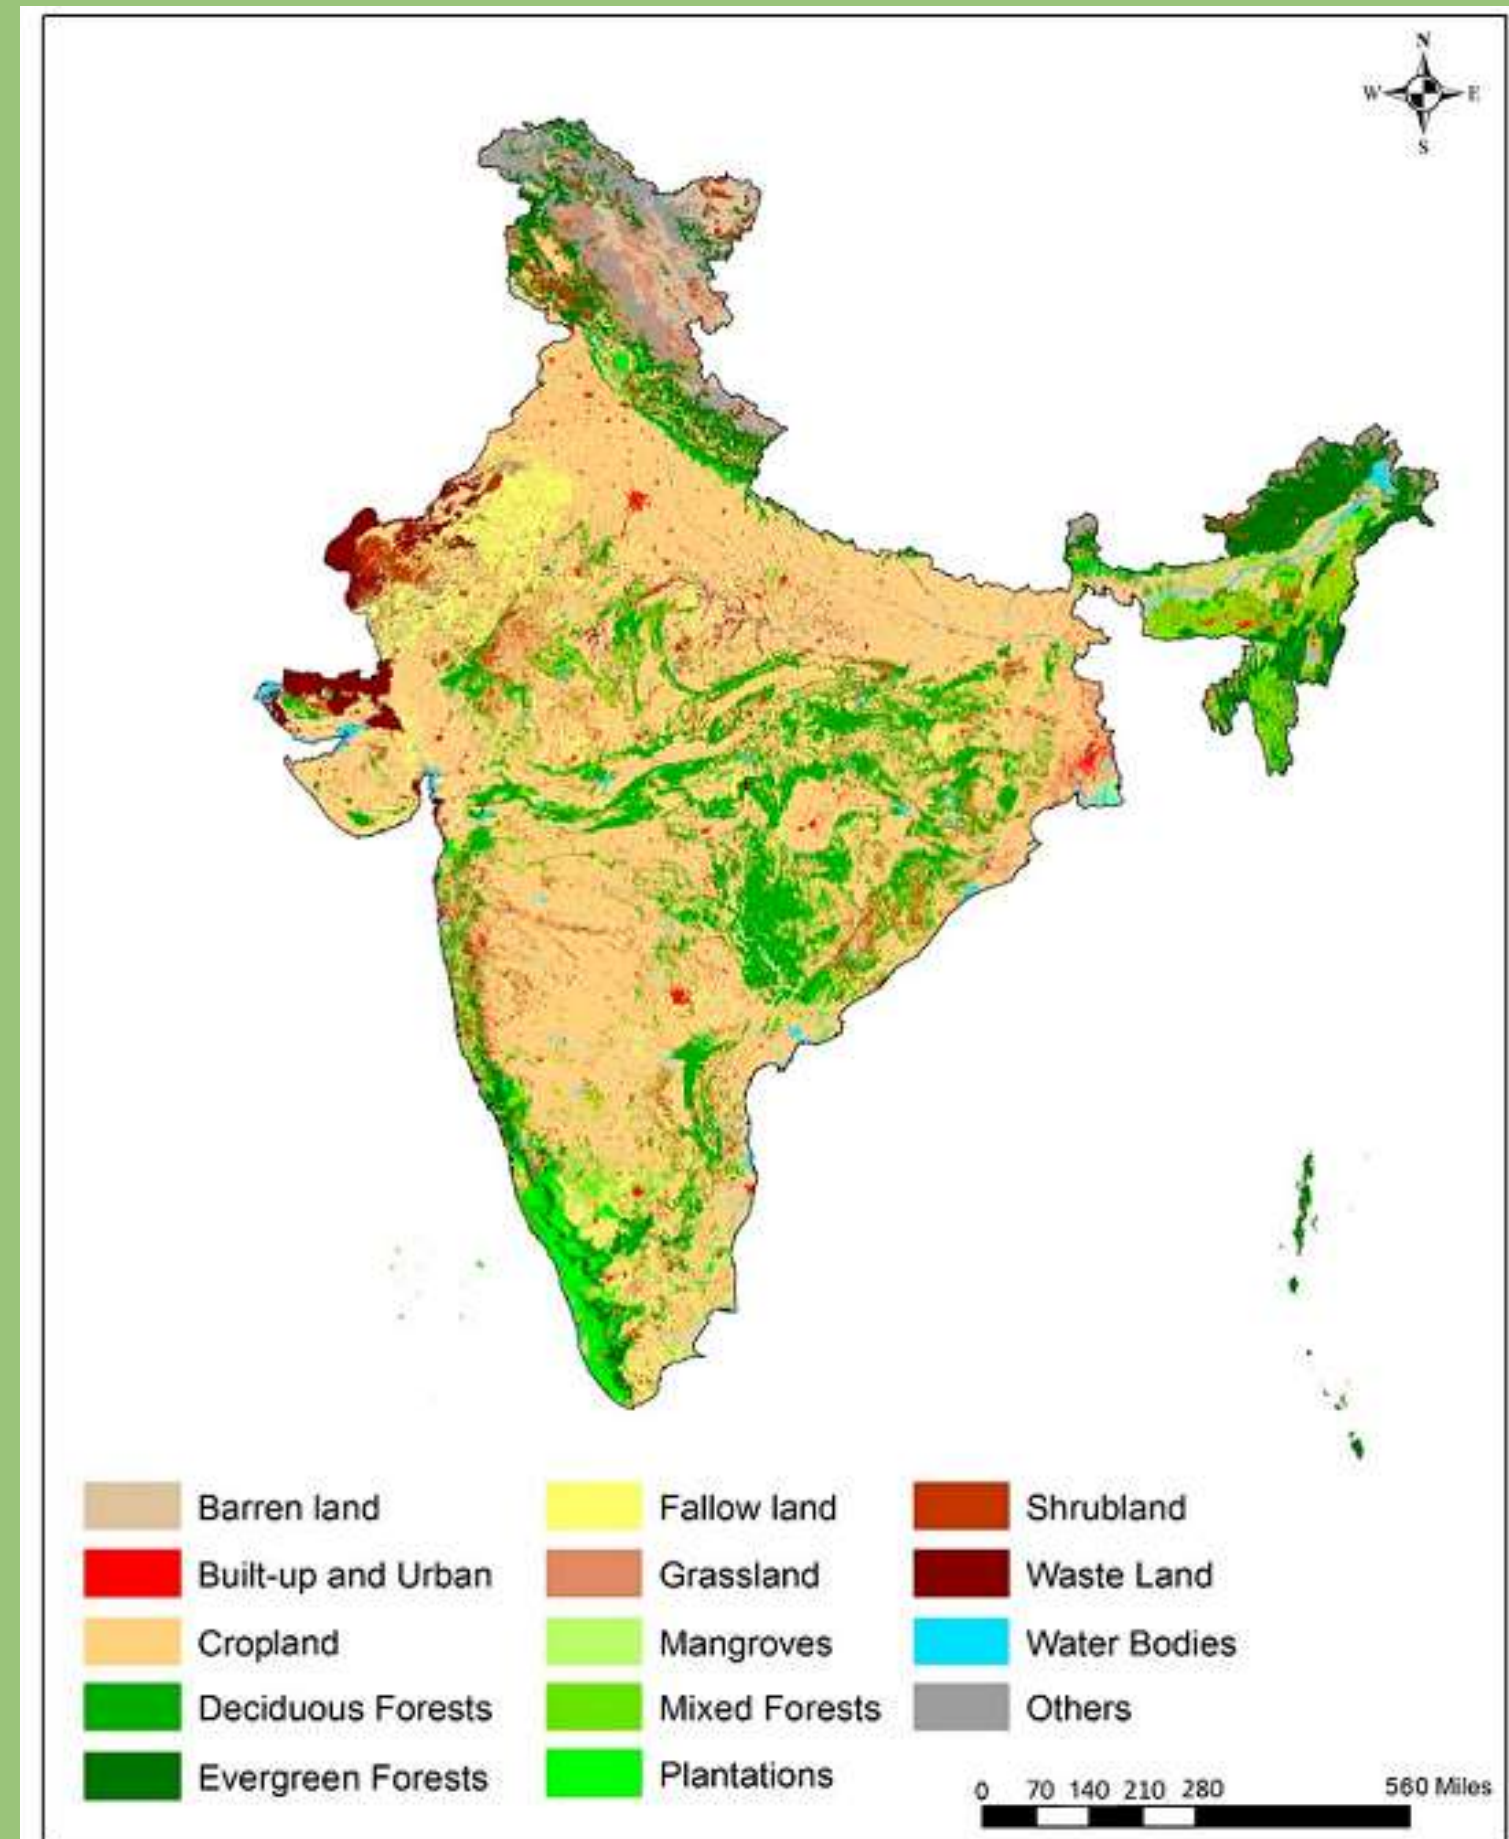 N
W E
S
Barren land
Built-up and Urban
Cropland
Deciduous Forests
Evergreen Forests
Fallow land
Grassland
Mangroves
Mixed Forests
Plantations
Shrubland
Waste Land
Water Bodies
Others
0 70 140 210 280 560 Miles